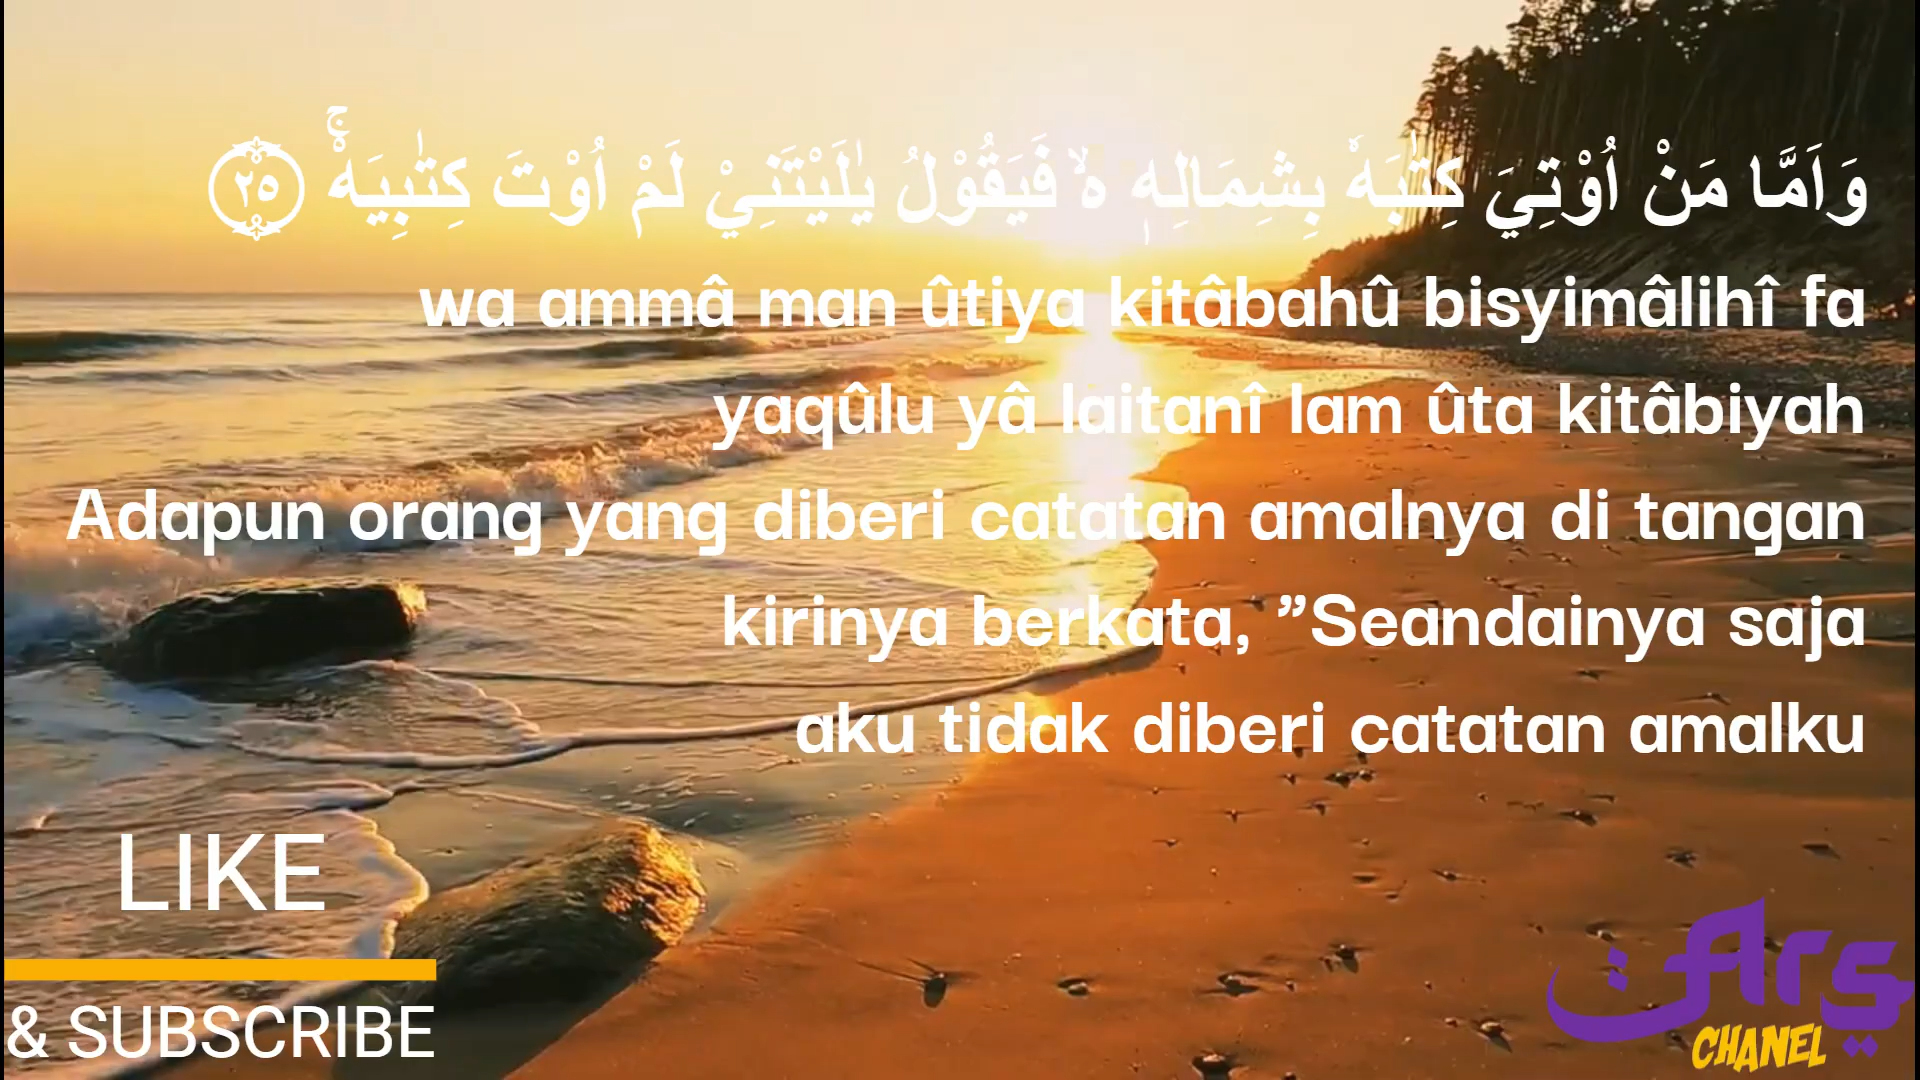 وَاَمَّا مَنْ اُوْتِيَ كِتٰبَهٗ بِشِمَالِهٖ ەۙ فَيَقُوْلُ يٰلَيْتَنِيْ لَمْ اُوْتَ كِتٰبِيَهْۚ ٢٥
wa ammâ man ûtiya kitâbahû bisyimâlihî fa
yaqûlu yâ laitanî lam ûta kitâbiyah
Adapun orang yang diberi catatan amalnya di tangan
kirinya berkata, ”Seandainya saja
aku tidak diberi catatan amalku
LIKE
& SUBSCRIBE
Ars
CHANEL